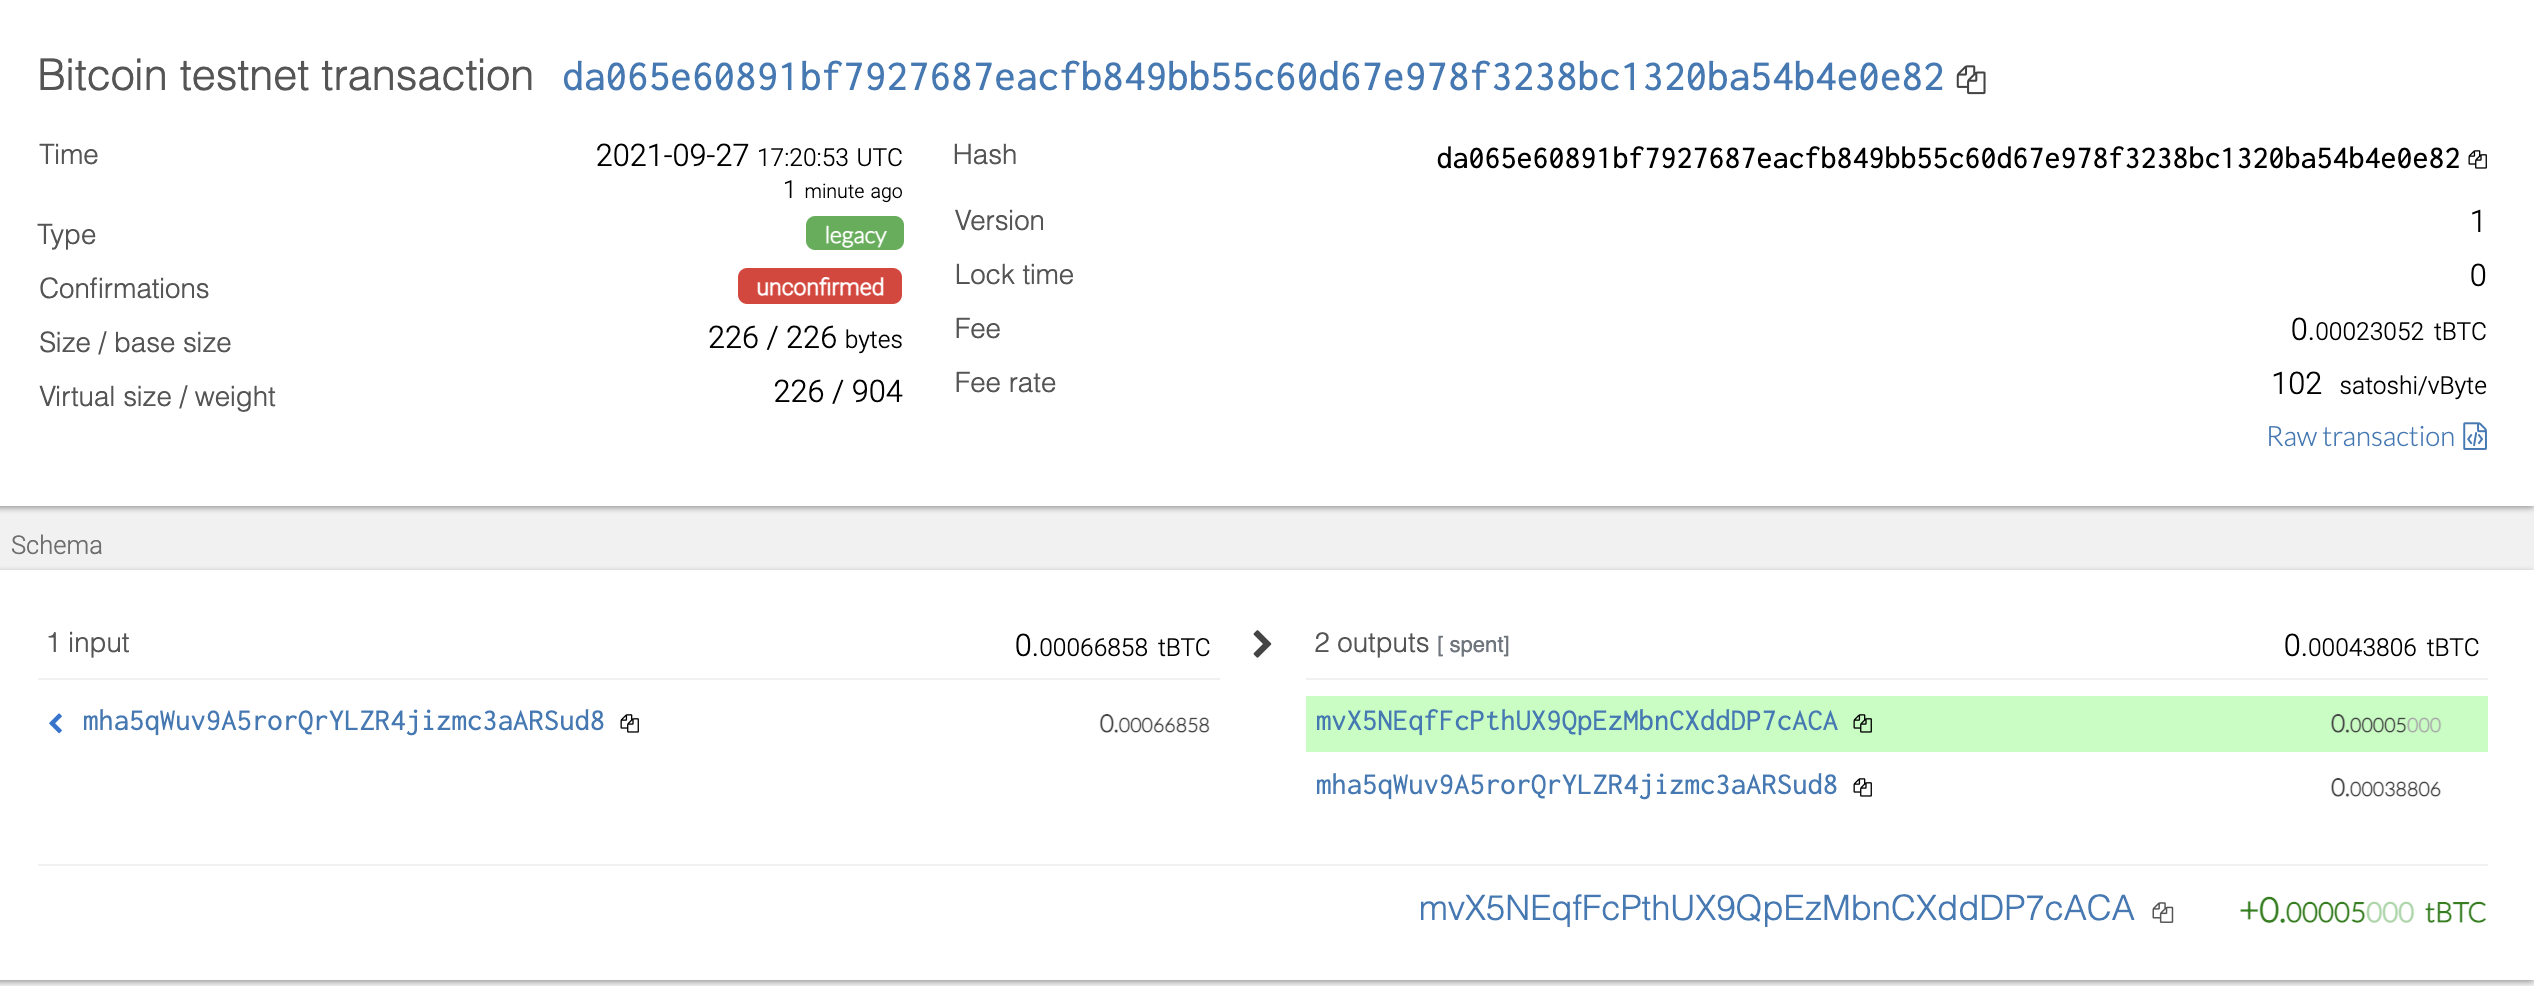 Bitcoin testnet transaction da065e60891bf7927687eacfb849bb55c60d67e978f3238bc1320ba54b4e0e82
Time 2021-09-27 17:20:53 UTC
1 minute ago
Type legacy
Confirmations unconfirmed
Size / base size 226 / 226 bytes
Virtual size / weight 226 / 904
Hash da065e60891bf7927687eacfb849bb55c60d67e978f3238bc1320ba54b4e0e82
Version 1
Lock time 0
Fee 0.00023052 tBTC
Fee rate 102 satoshi/vByte
Raw transaction
Schema
1 input 0.00066858 tBTC
mha5qWuv9A5rorQrYLZR4jizmc3aARSud8 0.00066858
2 outputs [ spent] 0.00043806 tBTC
mvX5NEqfFcPthUX9QpEzMbnCXddDP7cACA 0.00005000
mha5qWuv9A5rorQrYLZR4jizmc3aARSud8 0.00038806
mvX5NEqfFcPthUX9QpEzMbnCXddDP7cACA +0.00005000 tBTC